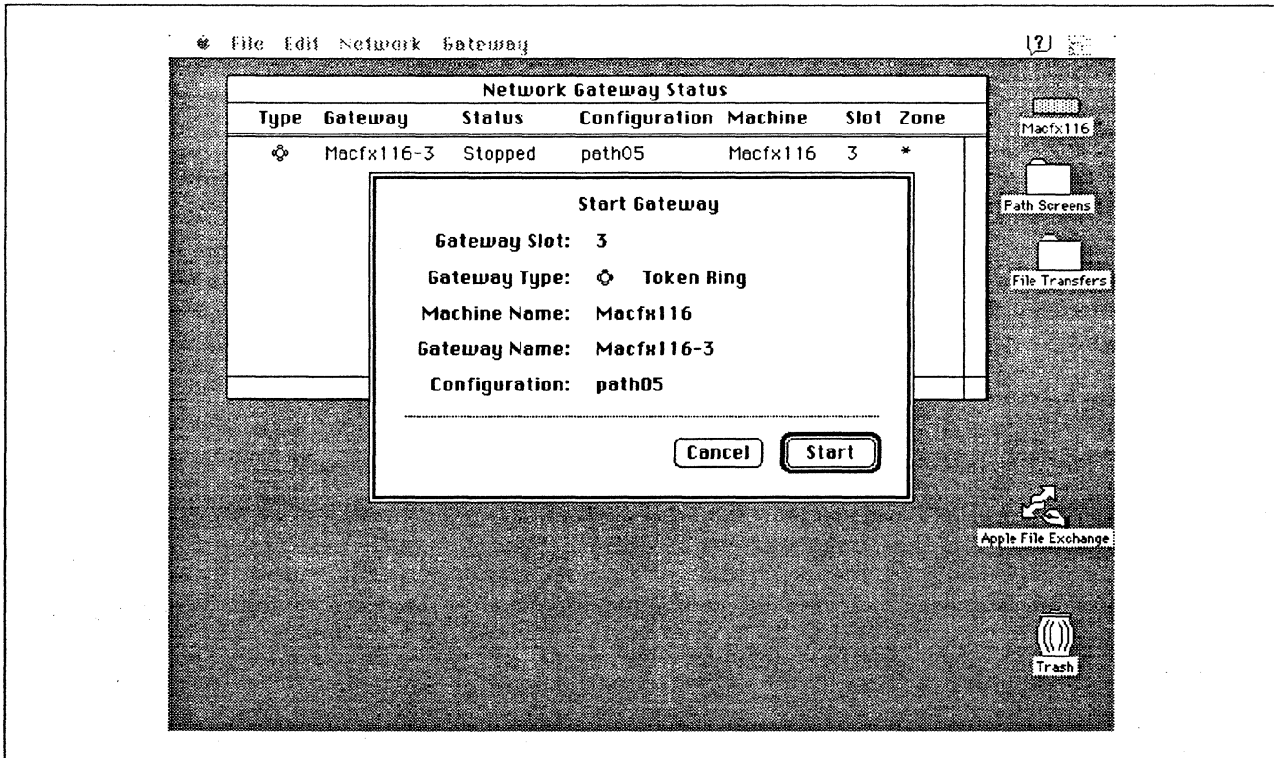 File Edit Network Gateway
Network Gateway Status
Type Gateway Status Configuration Machine Slot Zone
Macfx116-3 Stopped path05 Macfx116 3 *
Start Gateway
Gateway Slot: 3
Gateway Type: Token Ring
Machine Name: Macfx116
Gateway Name: Macfx116-3
Configuration: path05
Cancel Start
Macfx116
Path Screens
File Transfers
Apple File Exchange
Trash